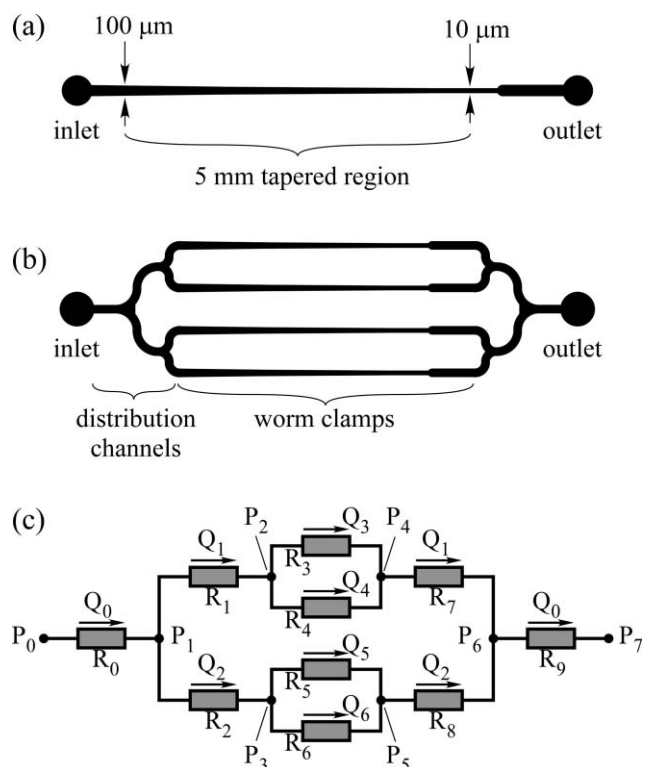 (a)
100 μm
10 μm
inlet
outlet
5 mm tapered region
(b)
inlet
outlet
distribution
channels
worm clamps
(c)
P₂ Q₃ P₄
Q₁ R₃ Q₁
R₁ Q₄ R₇
R₄
P₀ Q₀ R₀ P₁ P₆ Q₀ R₉ P₇
Q₂ Q₅ Q₂
R₂ R₅ R₈
Q₆
P₃ R₆ P₅